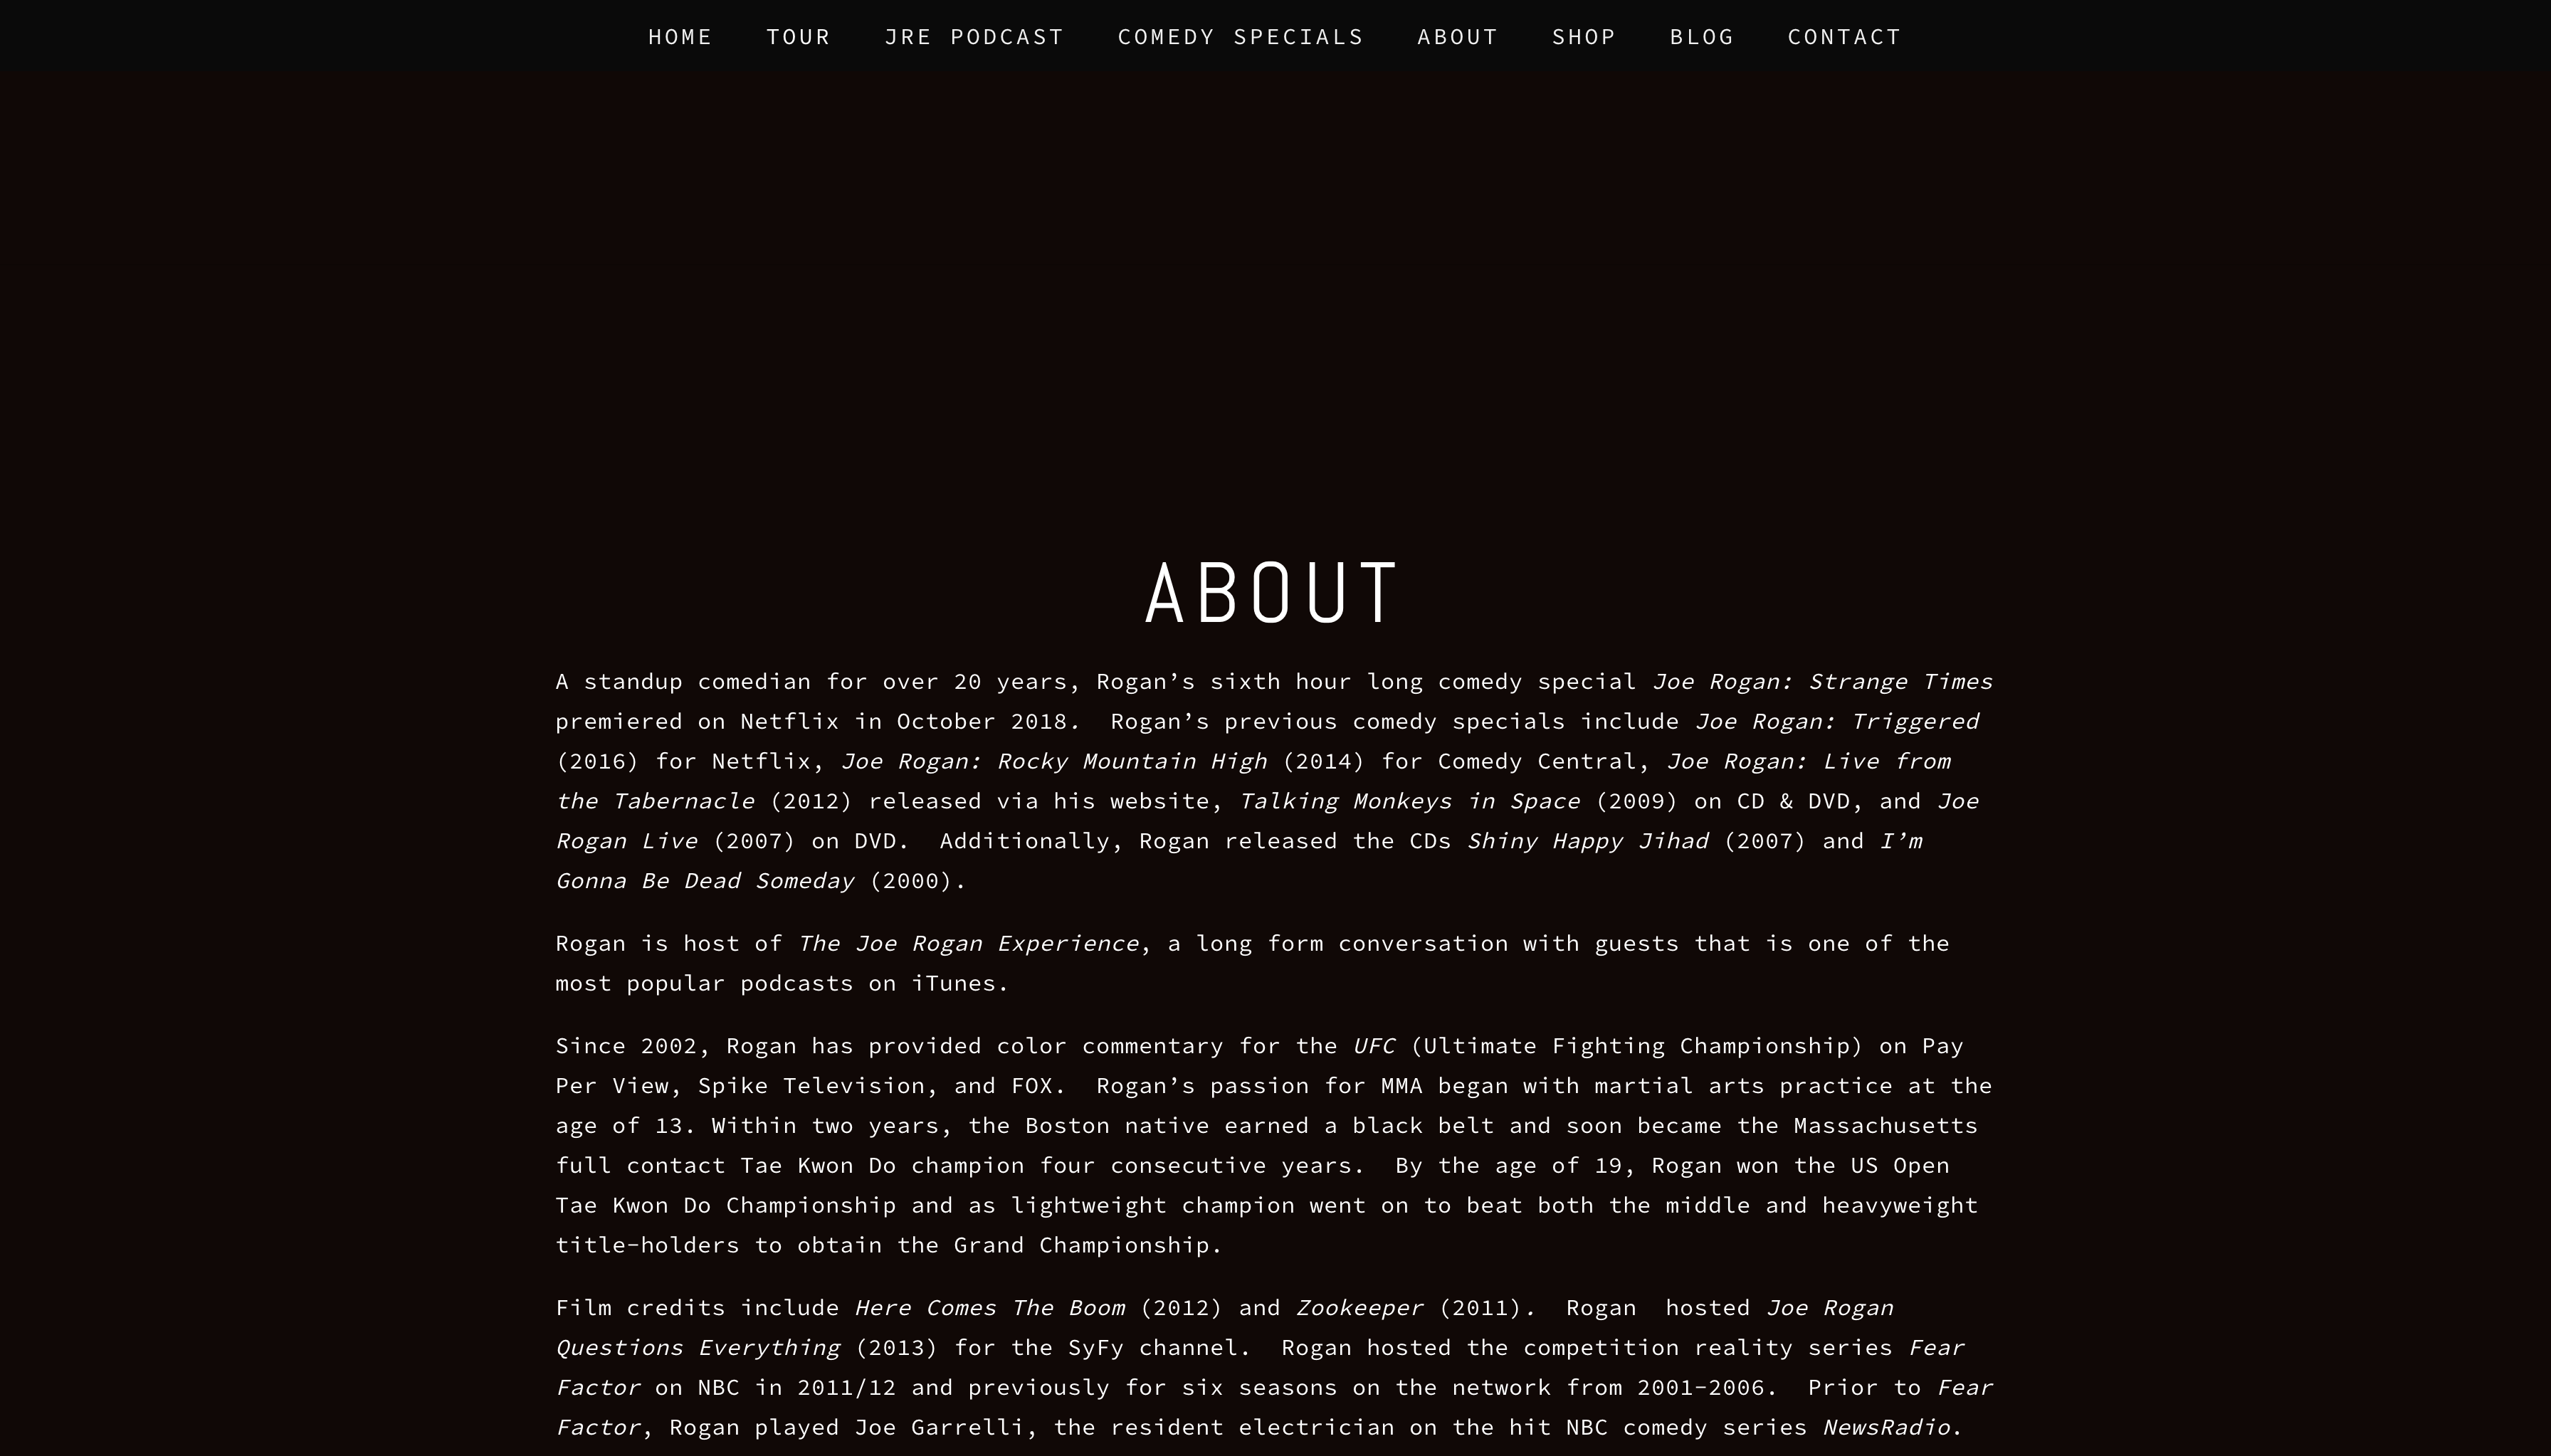 HOME TOUR JRE PODCAST COMEDY SPECIALS ABOUT SHOP BLOG CONTACT
ABOUT
A standup comedian for over 20 years, Rogan’s sixth hour long comedy special Joe Rogan: Strange Times
premiered on Netflix in October 2018.  Rogan’s previous comedy specials include Joe Rogan: Triggered
(2016) for Netflix, Joe Rogan: Rocky Mountain High (2014) for Comedy Central, Joe Rogan: Live from
the Tabernacle (2012) released via his website, Talking Monkeys in Space (2009) on CD & DVD, and Joe
Rogan Live (2007) on DVD.  Additionally, Rogan released the CDs Shiny Happy Jihad (2007) and I’m
Gonna Be Dead Someday (2000).
Rogan is host of The Joe Rogan Experience, a long form conversation with guests that is one of the
most popular podcasts on iTunes.
Since 2002, Rogan has provided color commentary for the UFC (Ultimate Fighting Championship) on Pay
Per View, Spike Television, and FOX.  Rogan’s passion for MMA began with martial arts practice at the
age of 13. Within two years, the Boston native earned a black belt and soon became the Massachusetts
full contact Tae Kwon Do champion four consecutive years.  By the age of 19, Rogan won the US Open
Tae Kwon Do Championship and as lightweight champion went on to beat both the middle and heavyweight
title-holders to obtain the Grand Championship.
Film credits include Here Comes The Boom (2012) and Zookeeper (2011).  Rogan  hosted Joe Rogan
Questions Everything (2013) for the SyFy channel.  Rogan hosted the competition reality series Fear
Factor on NBC in 2011/12 and previously for six seasons on the network from 2001-2006.  Prior to Fear
Factor, Rogan played Joe Garrelli, the resident electrician on the hit NBC comedy series NewsRadio.